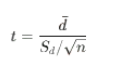 t = d̄ / (S_d/√n)